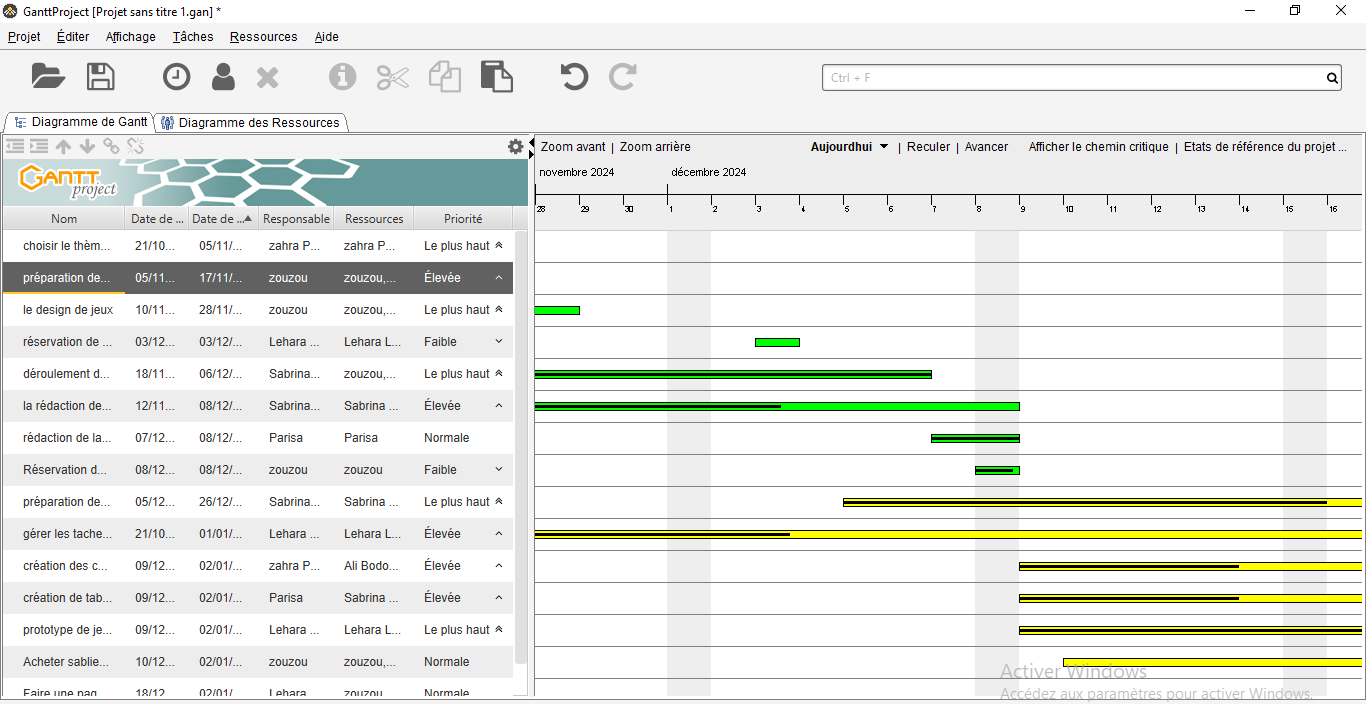 GanttProject [Projet sans titre 1.gan] *
Projet Éditer Affichage Tâches Ressources Aide
Ctrl + F
Diagramme de Gantt Diagramme des Ressources
Zoom avant | Zoom arrière Aujourdhui | Reculer | Avancer Afficher le chemin critique | Etats de référence du projet ...
GANTT project
novembre 2024 décembre 2024
28 29 30 1 2 3 4 5 6 7 8 9 10 11 12 13 14 15 16
Nom Date de ... Date de ... Responsable Ressources Priorité
choisir le thèm... 21/10... 05/11/... zahra P... zahra P... Le plus haut
préparation de... 05/11... 17/11/... zouzou zouzou,... Élevée
le design de jeux 10/11... 28/11/... zouzou zouzou,... Le plus haut
réservation de ... 03/12... 03/12/... Lehara ... Lehara L... Faible
déroulement d... 18/11... 06/12/... Sabrina... zouzou,... Le plus haut
la rédaction de... 12/11... 08/12/... Sabrina... Sabrina ... Élevée
rédaction de la... 07/12... 08/12/... Parisa Parisa Normale
Réservation d... 08/12... 08/12/... zouzou zouzou Faible
préparation de... 05/12... 26/12/... Sabrina... Sabrina ... Le plus haut
gérer les tache... 21/10... 01/01/... Lehara ... Lehara L... Élevée
création des c... 09/12... 02/01/... zahra P... Ali Bodo... Élevée
création de tab... 09/12... 02/01/... Parisa Sabrina ... Élevée
prototype de je... 09/12... 02/01/... Lehara ... Lehara L... Le plus haut
Acheter sablie... 10/12... 02/01/... zouzou zouzou,... Normale
Faire une pag... 18/12... 02/01/... Lehara ... zouzou,... Normale
Activer Windows
Accédez aux paramètres pour activer Windows.